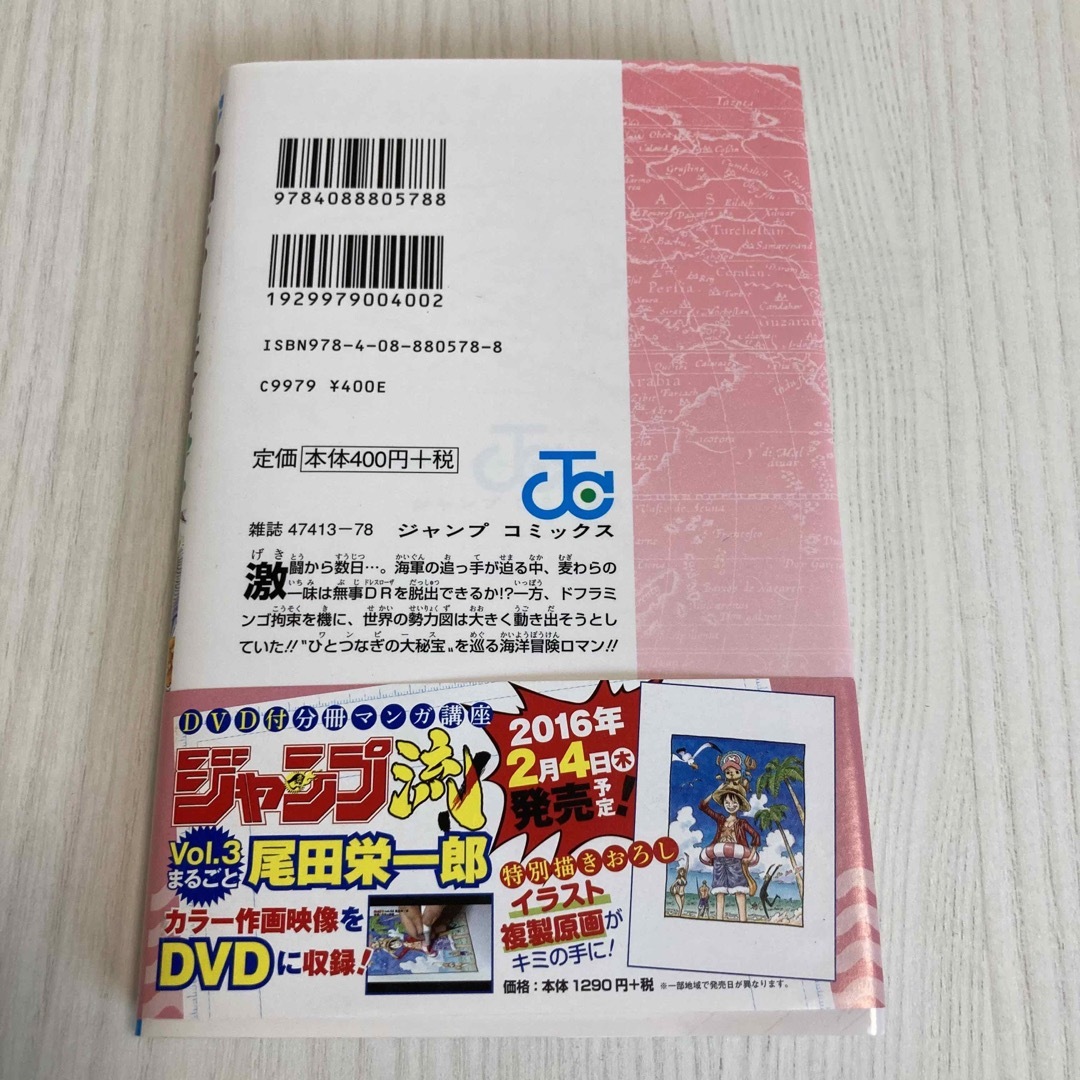 9784088805788
1929979004002
ISBN978-4-08-880578-8
C9979 ¥400E
定価 本体400円+税
雑誌 47413-78 ジャンプ コミックス
激闘から数日…。海軍の追っ手が迫る中、麦わらの
一味は無事DRを脱出できるか!?一方、ドフラミ
ンゴ拘束を機に、世界の勢力図は大きく動き出そうとし
ていた!!〝ひとつなぎの大秘宝〟を巡る海洋冒険ロマン!!
DVD付分冊マンガ講座
ジャンプ流!
Vol.3
まるごと
尾田栄一郎
カラー作画映像を
DVDに収録!
2016年
2月4日木
発売予定!
特別描きおろし
イラスト
複製原画が
キミの手に!
価格:本体1290円+税 ※一部地域で発売日が異なります。
Turchestan
Samarcand
Persia
Candahar
Guzarat
Arabia